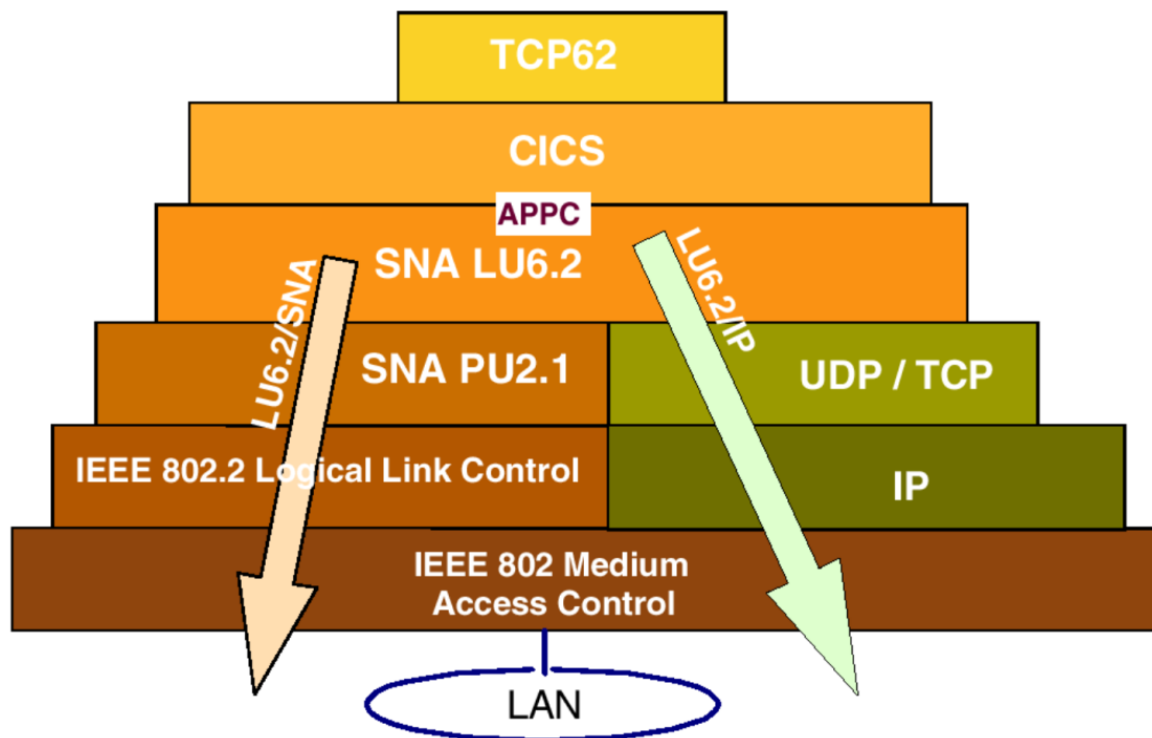 TCP62
CICS
APPC
SNA LU6.2
LU6.2/SNA
LU6.2/IP
SNA PU2.1
UDP / TCP
IEEE 802.2 Logical Link Control
IP
IEEE 802 Medium
Access Control
LAN